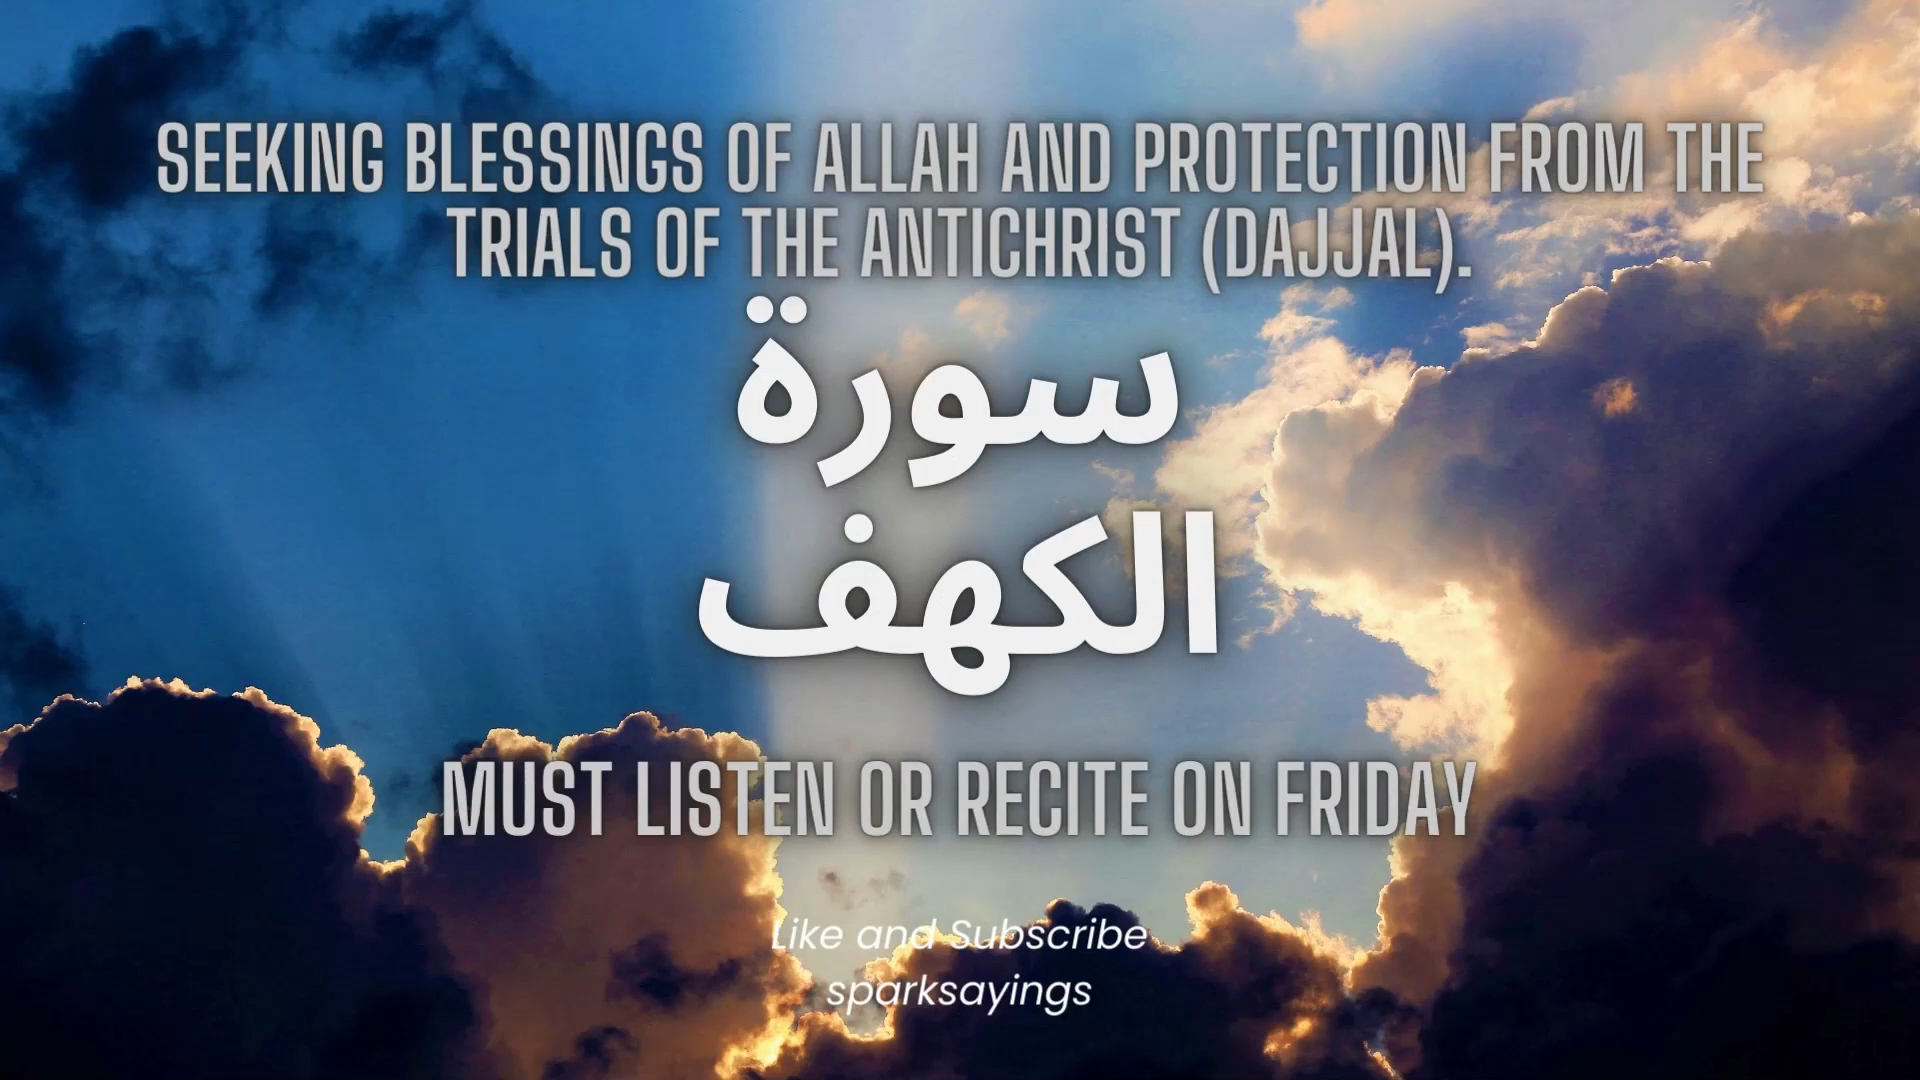 SEEKING BLESSINGS OF ALLAH AND PROTECTION FROM THE
TRIALS OF THE ANTICHRIST (DAJJAL).
سورة
الكهف
MUST LISTEN OR RECITE ON FRIDAY
Like and Subscribe
sparksayings